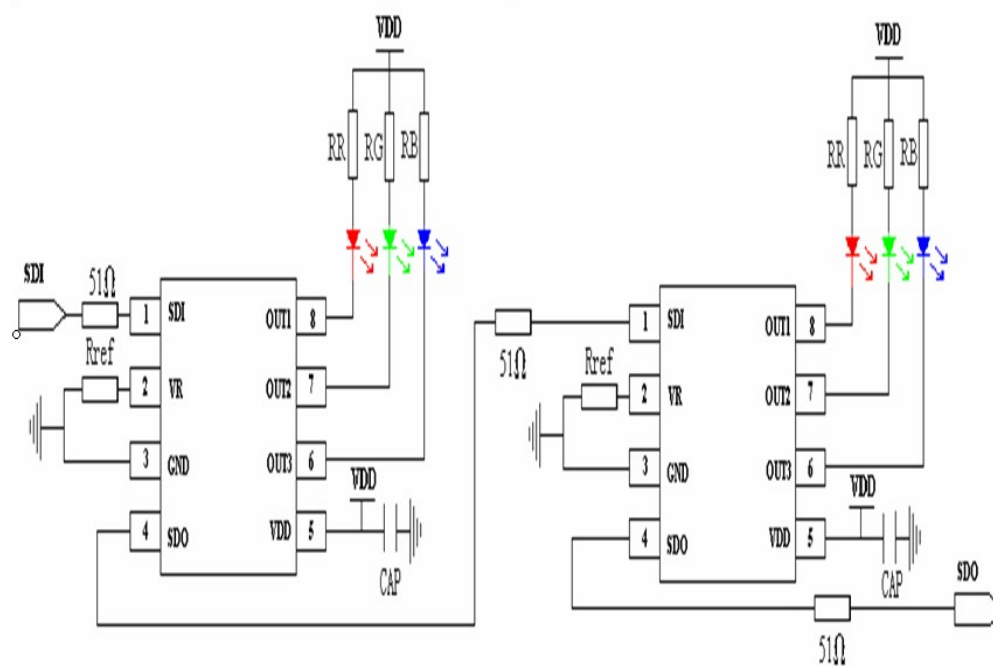 VDD
RR RG RB
SDI
51Ω
1 SDI OUT1 8
Rref
2 VR OUT2 7
3 GND OUT3 6
VDD
4 SDO VDD 5
CAP
VDD
RR RG RB
51Ω
1 SDI OUT1 8
Rref
2 VR OUT2 7
3 GND OUT3 6
VDD
4 SDO VDD 5
CAP
51Ω
SDO